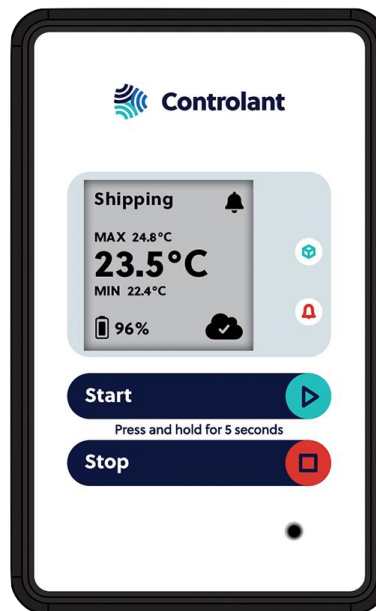 Controlant
Shipping
MAX 24.8°C
23.5°C
MIN 22.4°C
96%
Start
Press and hold for 5 seconds
Stop